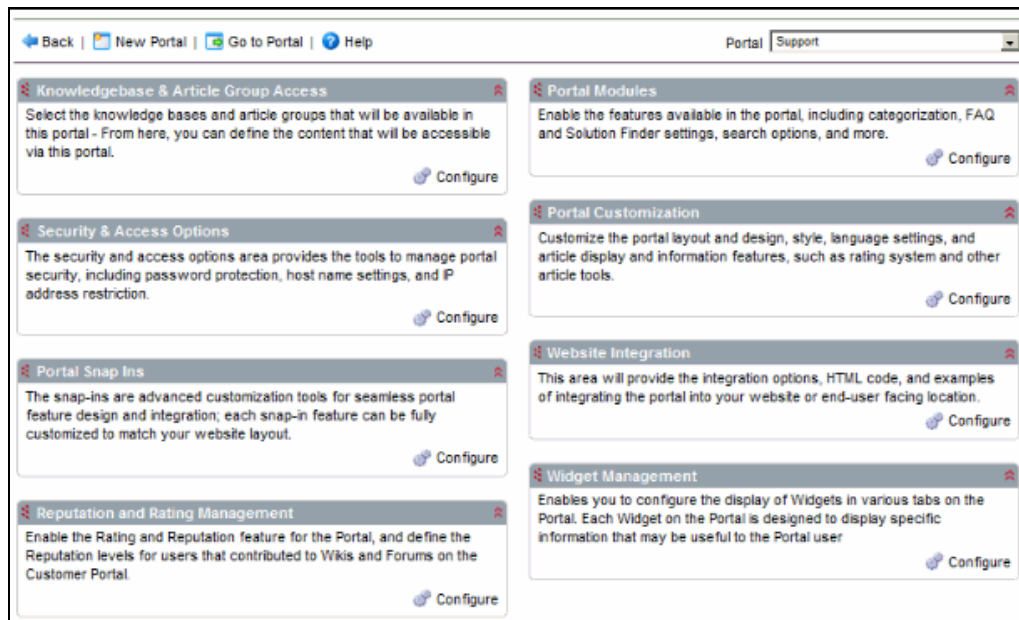 Back | New Portal | Go to Portal | Help
Portal Support
Knowledgebase & Article Group Access
Select the knowledge bases and article groups that will be available in
this portal - From here, you can define the content that will be accessible
via this portal.
Configure
Security & Access Options
The security and access options area provides the tools to manage portal
security, including password protection, host name settings, and IP
address restriction.
Configure
Portal Snap Ins
The snap-ins are advanced customization tools for seamless portal
feature design and integration; each snap-in feature can be fully
customized to match your website layout.
Configure
Reputation and Rating Management
Enable the Rating and Reputation feature for the Portal, and define the
Reputation levels for users that contributed to Wikis and Forums on the
Customer Portal.
Configure
Portal Modules
Enable the features available in the portal, including categorization, FAQ
and Solution Finder settings, search options, and more.
Configure
Portal Customization
Customize the portal layout and design, style, language settings, and
article display and information features, such as rating system and other
article tools.
Configure
Website Integration
This area will provide the integration options, HTML code, and examples
of integrating the portal into your website or end-user facing location.
Configure
Widget Management
Enables you to configure the display of Widgets in various tabs on the
Portal. Each Widget on the Portal is designed to display specific
information that may be useful to the Portal user
Configure